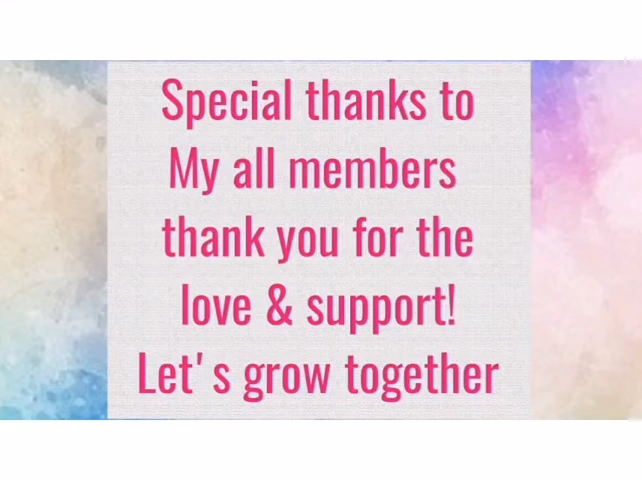 Special thanks to
My all members
thank you for the
love & support!
Let's grow together